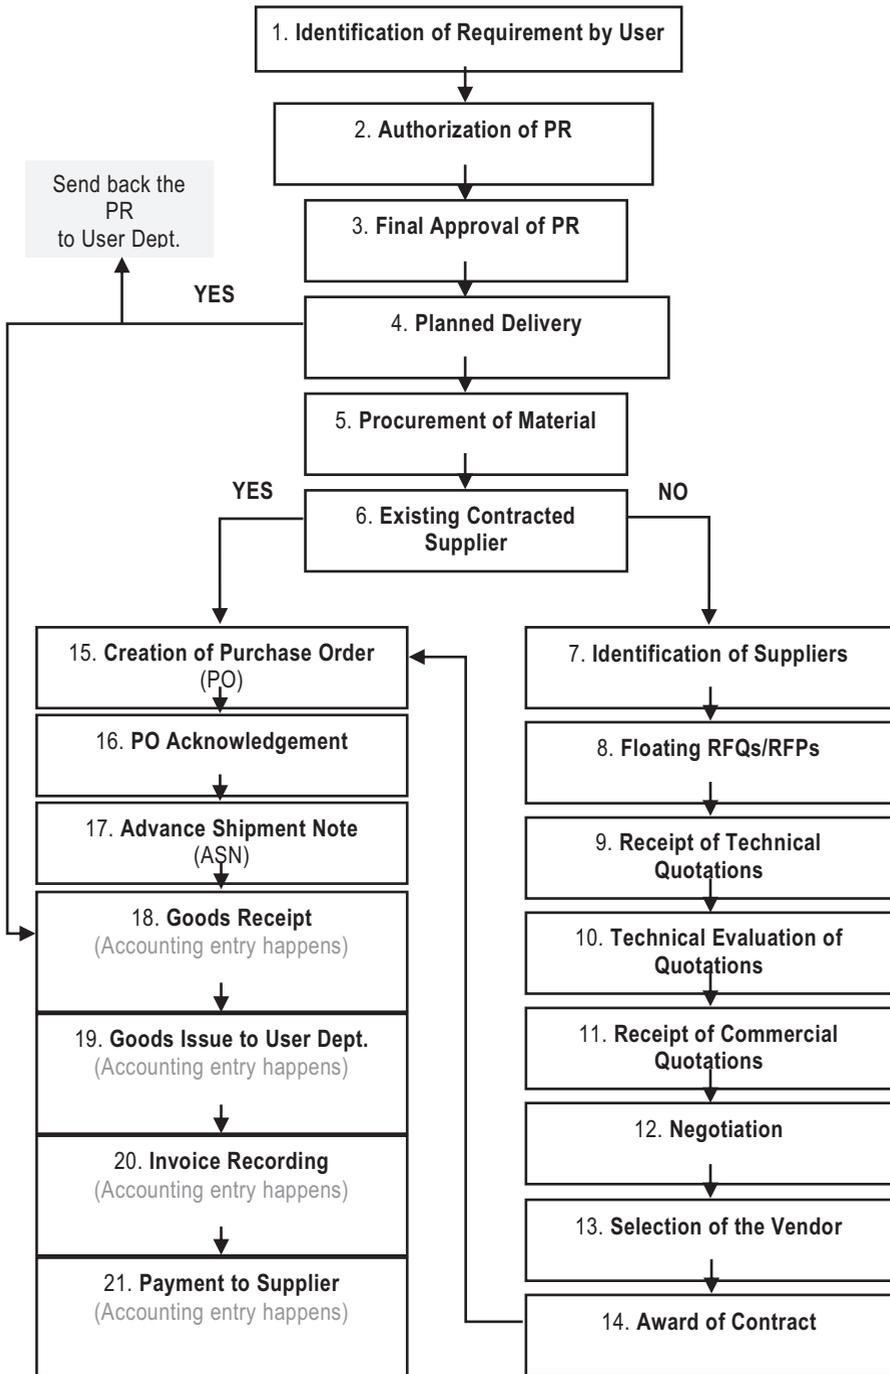 1. Identification of Requirement by User
2. Authorization of PR
Send back the
PR
to User Dept.
3. Final Approval of PR
YES
4. Planned Delivery
5. Procurement of Material
YES
NO
6. Existing Contracted
Supplier
15. Creation of Purchase Order
(PO)
16. PO Acknowledgement
17. Advance Shipment Note
(ASN)
18. Goods Receipt
(Accounting entry happens)
19. Goods Issue to User Dept.
(Accounting entry happens)
20. Invoice Recording
(Accounting entry happens)
21. Payment to Supplier
(Accounting entry happens)
7. Identification of Suppliers
8. Floating RFQs/RFPs
9. Receipt of Technical
Quotations
10. Technical Evaluation of
Quotations
11. Receipt of Commercial
Quotations
12. Negotiation
13. Selection of the Vendor
14. Award of Contract